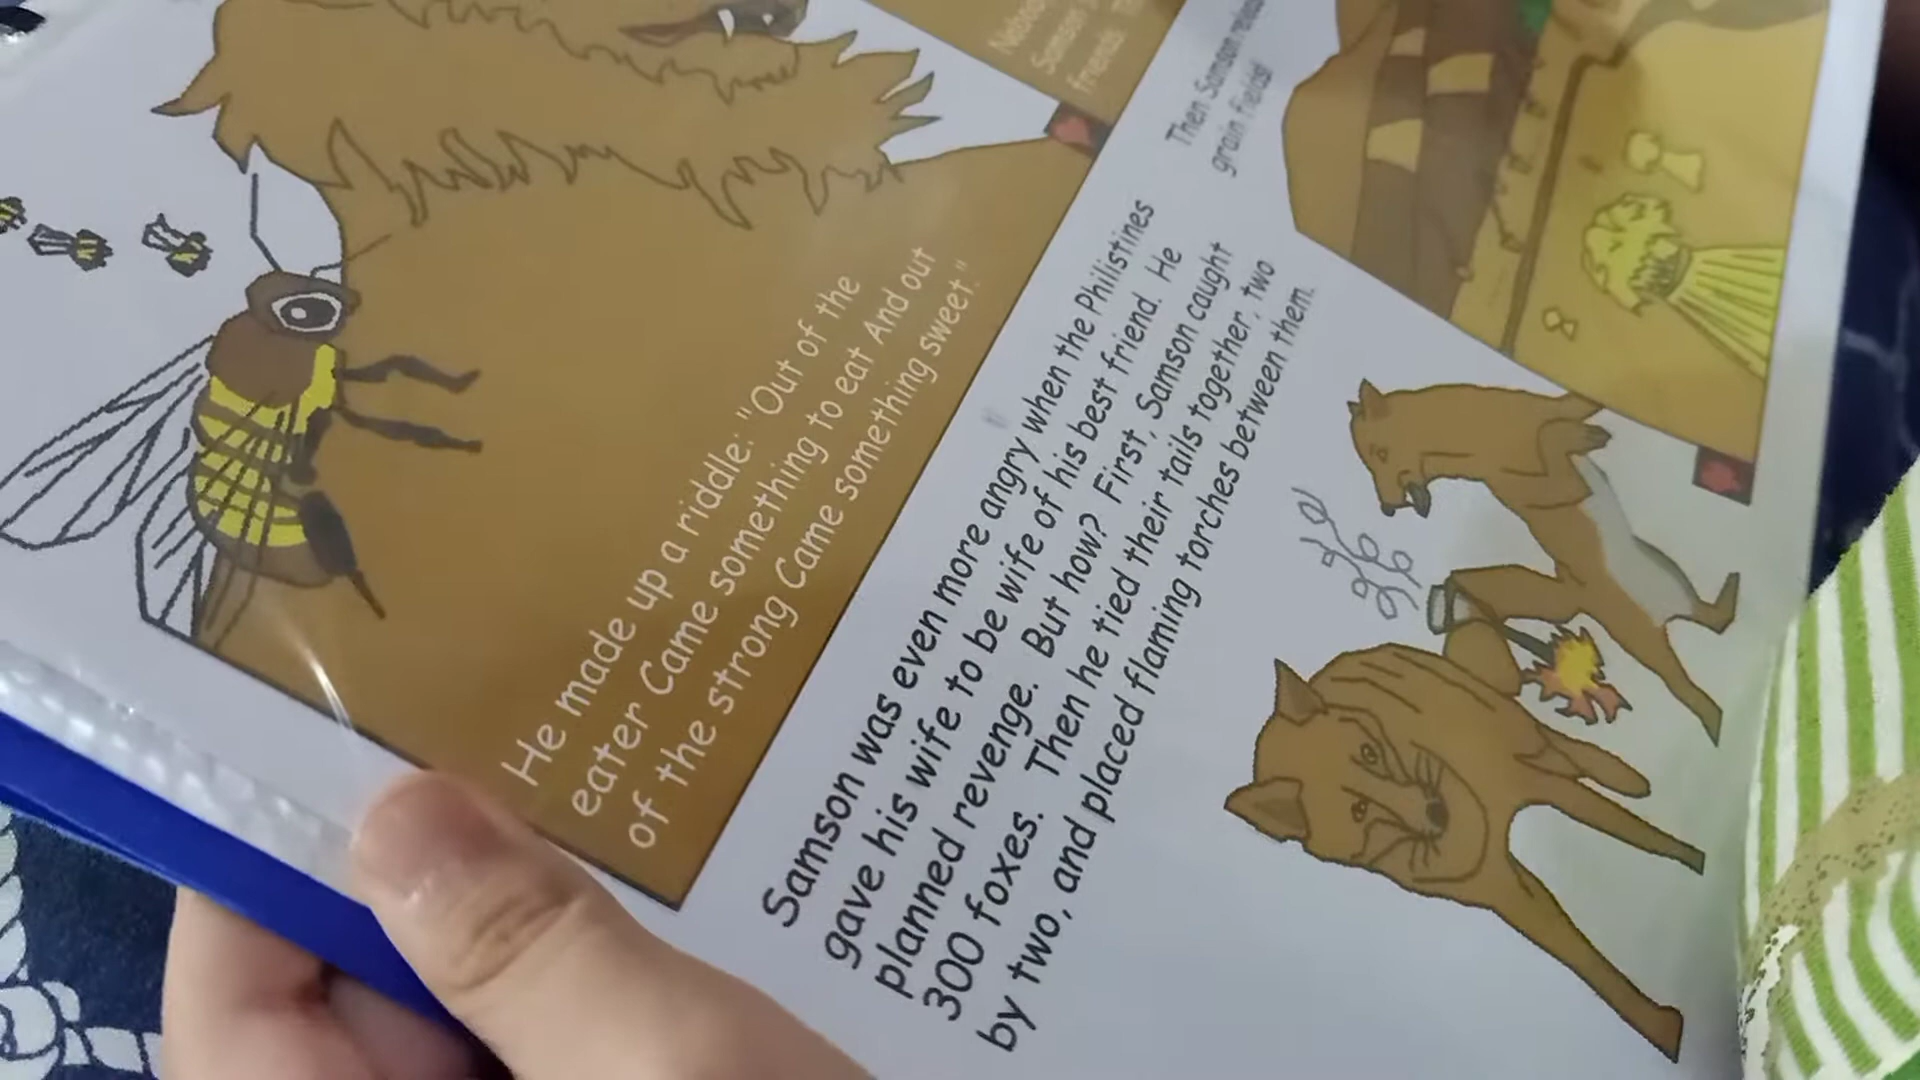 He made up a riddle: "Out of the
eater Came something to eat And out
of the strong Came something sweet."
Samson was even more angry when the Philistines
gave his wife to be wife of his best friend. He
planned revenge. But how? First, Samson caught
300 foxes. Then he tied their tails together, two
by two, and placed flaming torches between them.
Then Samson
grain fields!
friends.